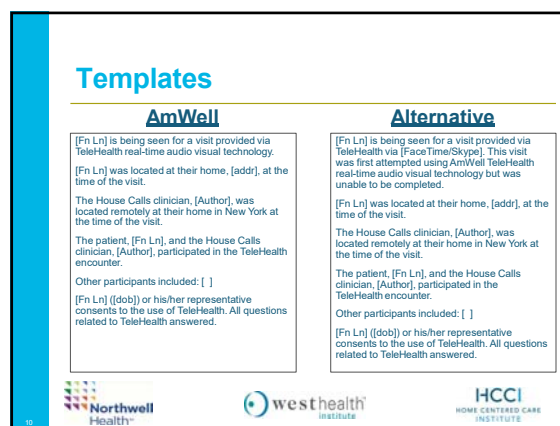 Templates
AmWell
[Fn Ln] is being seen for a visit provided via
TeleHealth real-time audio visual technology.
[Fn Ln] was located at their home, [addr], at the
time of the visit.
The House Calls clinician, [Author], was
located remotely at their home in New York at
the time of the visit.
The patient, [Fn Ln], and the House Calls
clinician, [Author], participated in the TeleHealth
encounter.
Other participants included: [ ]
[Fn Ln] ([dob]) or his/her representative
consents to the use of TeleHealth. All questions
related to TeleHealth answered.
Alternative
[Fn Ln] is being seen for a visit provided via
TeleHealth via [FaceTime/Skype]. This visit
was first attempted using AmWell TeleHealth
real-time audio visual technology but was
unable to be completed.
[Fn Ln] was located at their home, [addr], at the
time of the visit.
The House Calls clinician, [Author], was
located remotely at their home in New York at
the time of the visit.
The patient, [Fn Ln], and the House Calls
clinician, [Author], participated in the
TeleHealth encounter.
Other participants included: [ ]
[Fn Ln] ([dob]) or his/her representative
consents to the use of TeleHealth. All questions
related to TeleHealth answered.
10
Northwell
Health
westhealth
institute
HCCI
HOME CENTERED CARE
INSTITUTE